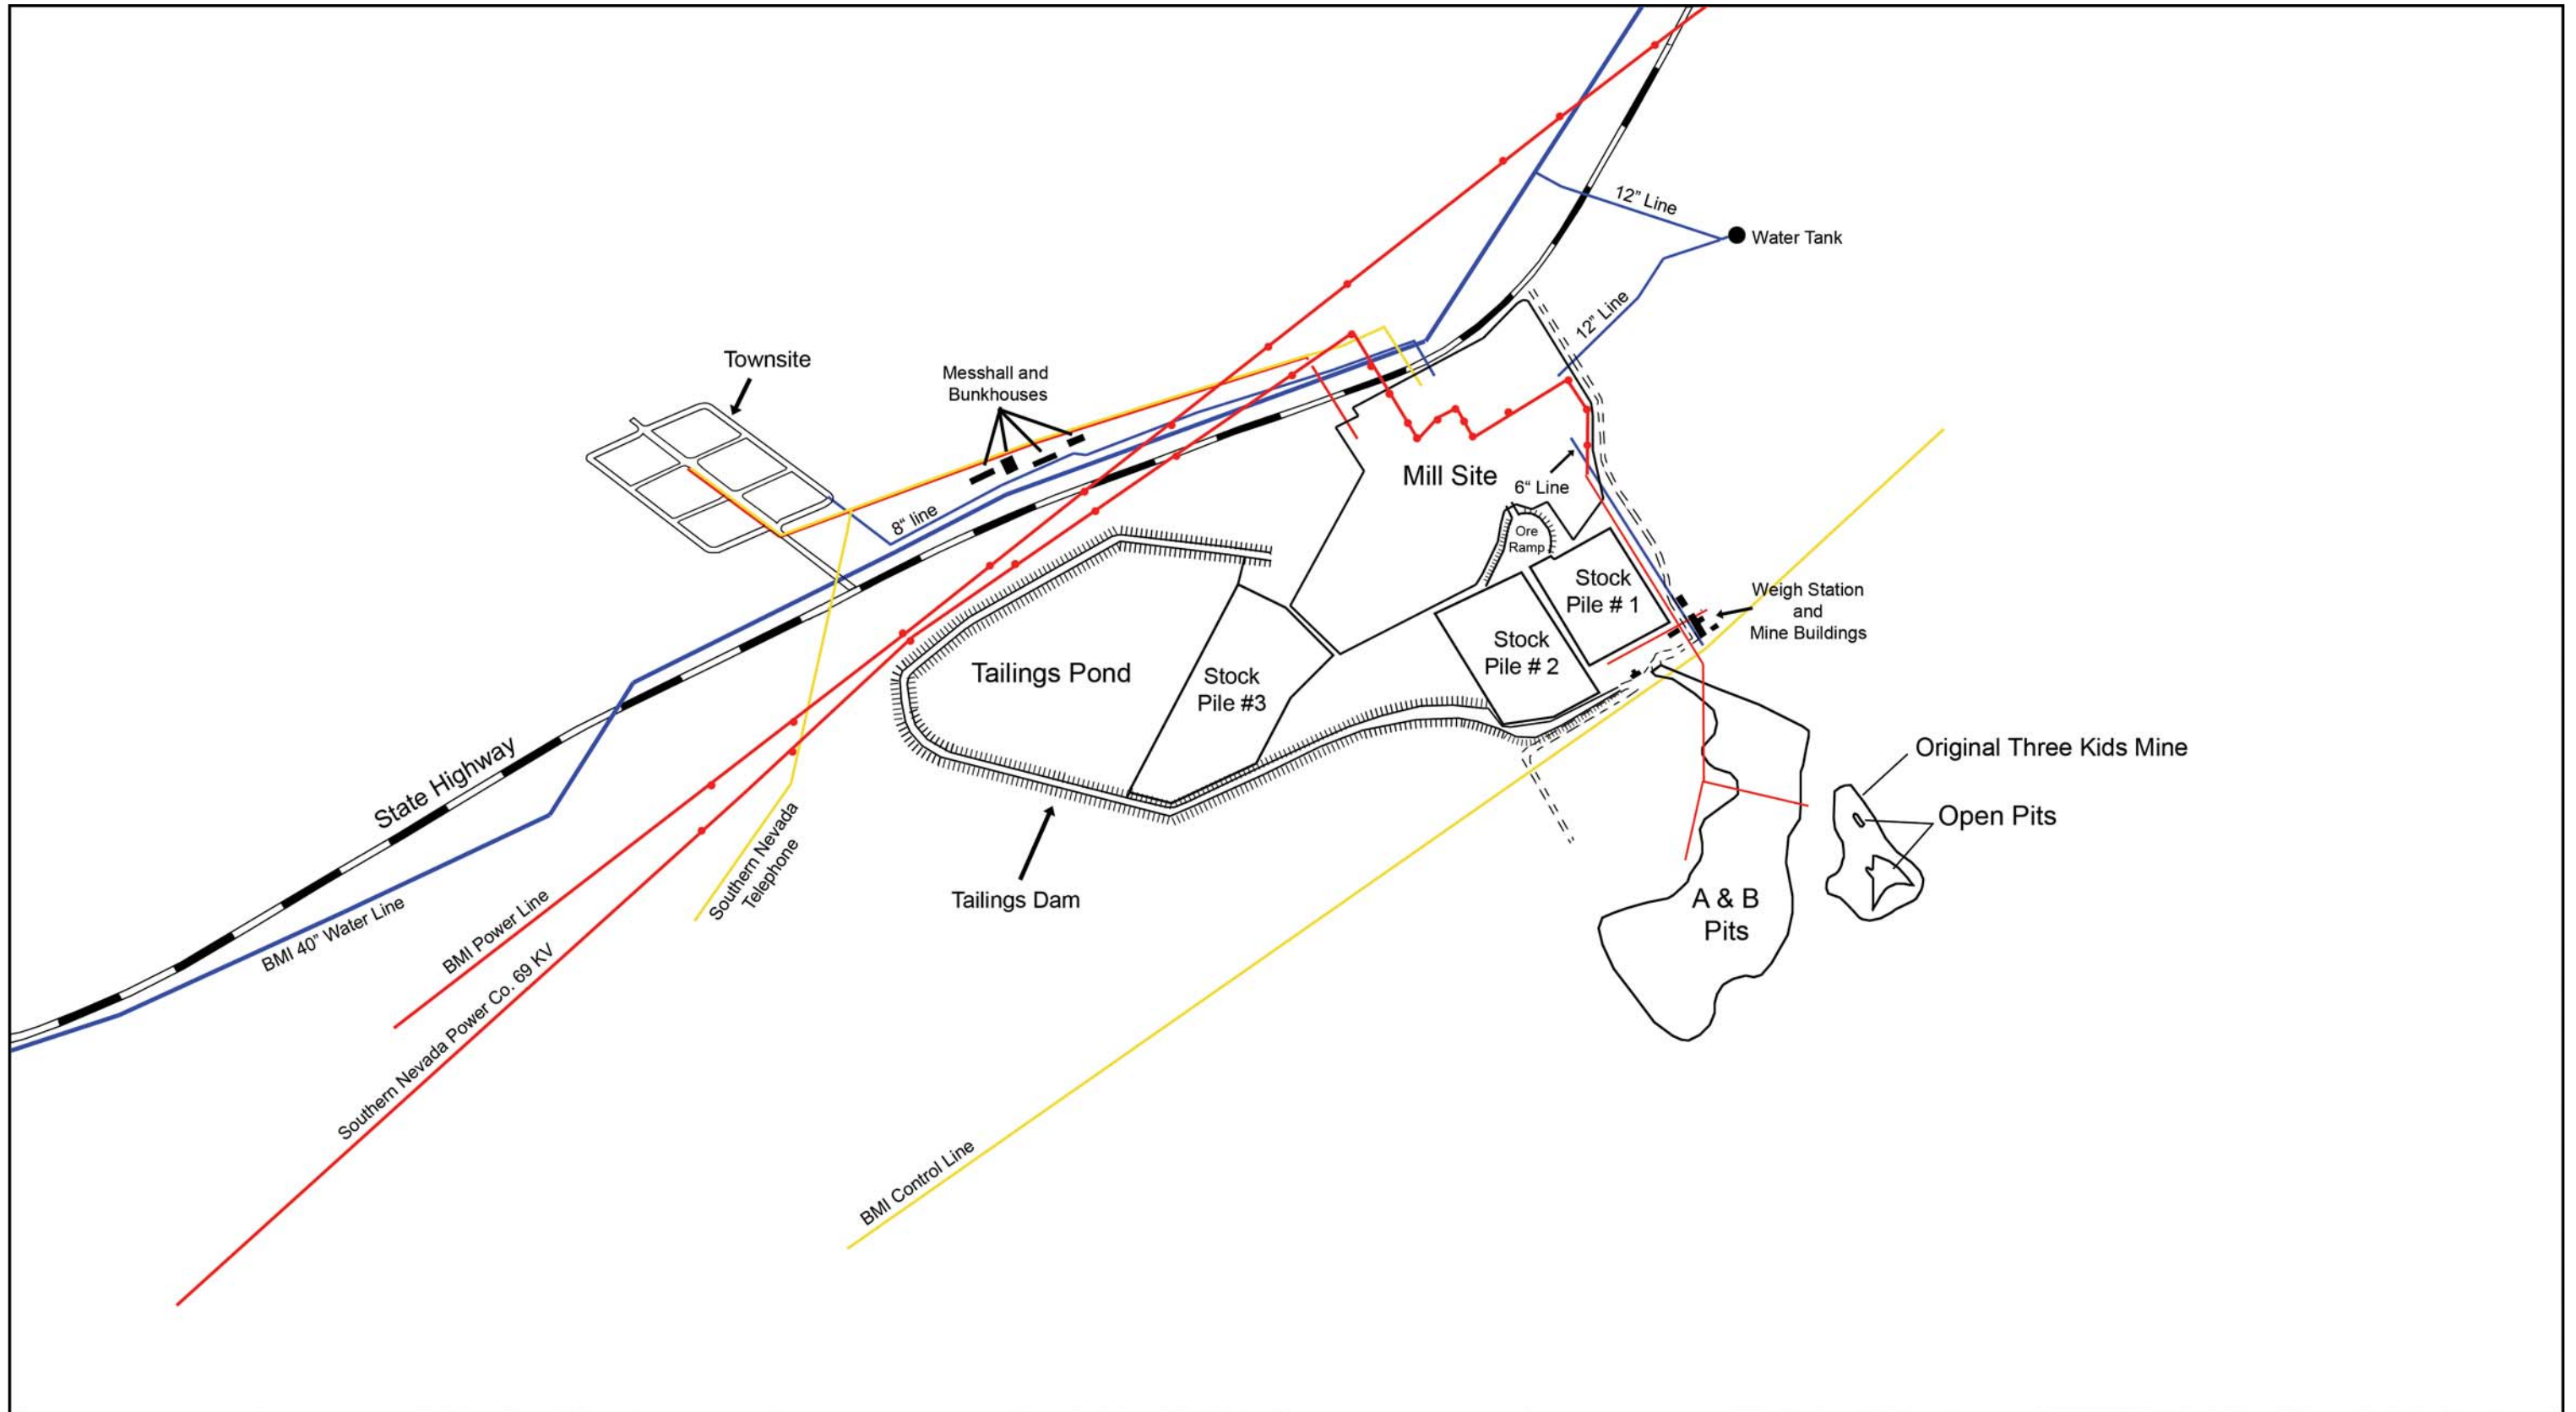 12” Line
Water Tank
12” Line
Townsite
Messhall and
Bunkhouses
Mill Site
6“ Line
8“ line
Ore
Ramp
Stock
Pile # 1
Weigh Station
and
Mine Buildings
Stock
Pile # 2
Tailings Pond
Stock
Pile #3
State Highway
Original Three Kids Mine
Open Pits
Southern Nevada
Telephone
Tailings Dam
A & B
Pits
BMI 40” Water Line
BMI Power Line
Southern Nevada Power Co. 69 KV
BMI Control Line